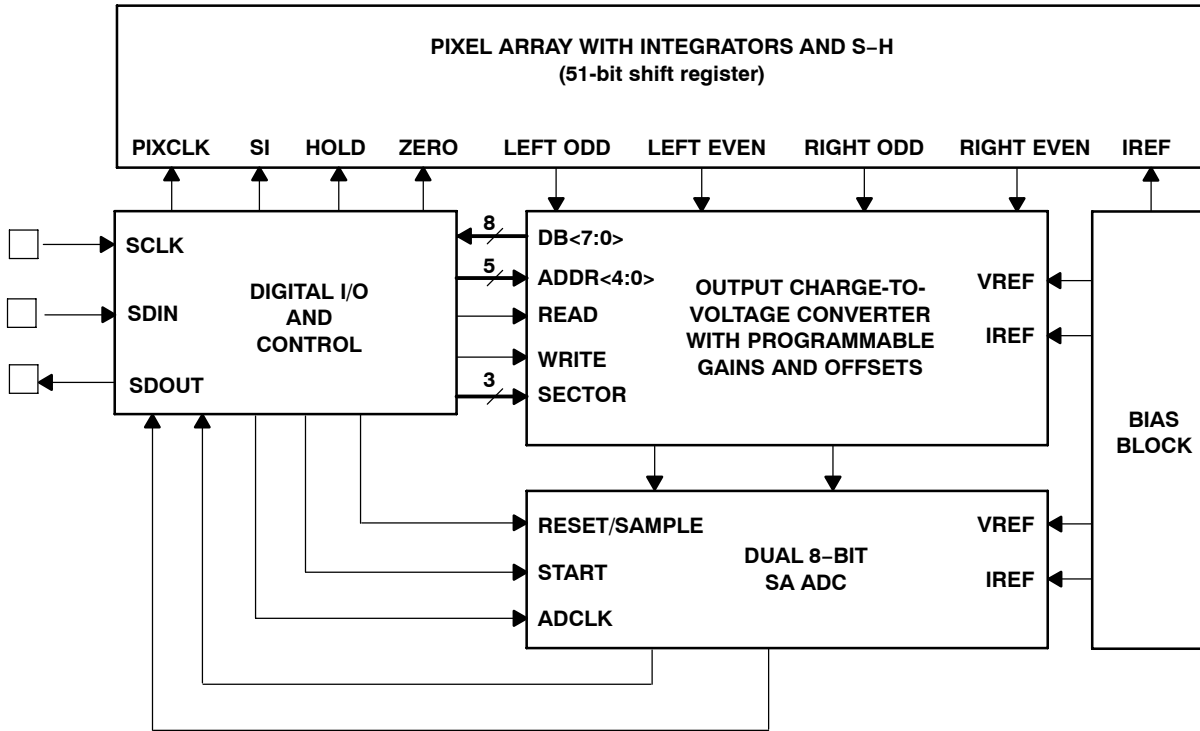 PIXEL ARRAY WITH INTEGRATORS AND S−H
(51-bit shift register)
PIXCLK SI HOLD ZERO LEFT ODD LEFT EVEN RIGHT ODD RIGHT EVEN IREF
SCLK
SDIN
SDOUT
DIGITAL I/O
AND
CONTROL
8
5
3
DB<7:0>
ADDR<4:0>
READ
WRITE
SECTOR
OUTPUT CHARGE-TO-
VOLTAGE CONVERTER
WITH PROGRAMMABLE
GAINS AND OFFSETS
VREF
IREF
BIAS
BLOCK
RESET/SAMPLE
START
ADCLK
DUAL 8−BIT
SA ADC
VREF
IREF